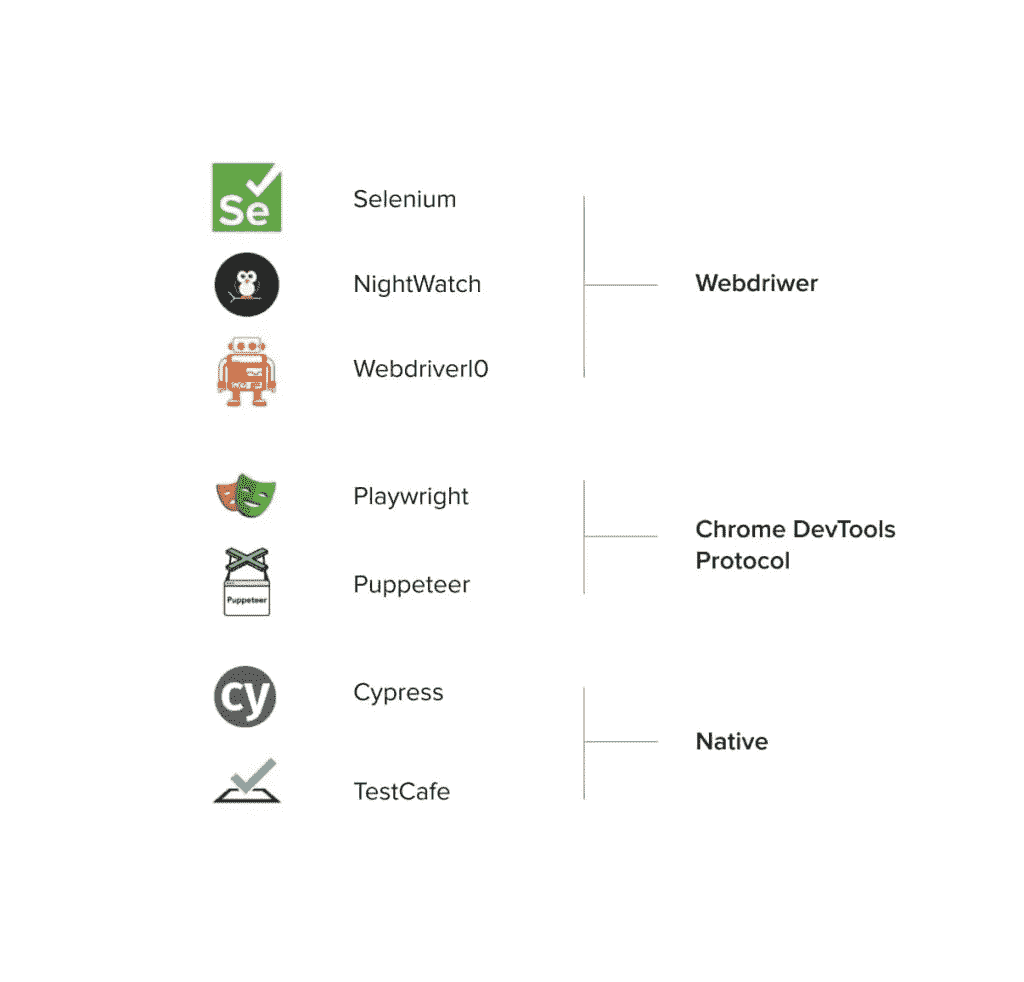 Se
Selenium
Webdriwer
NightWatch
WebdriverI0
Playwright
Chrome DevTools
Protocol
Puppeteer
Puppeteer
cy
Cypress
Native
TestCafe